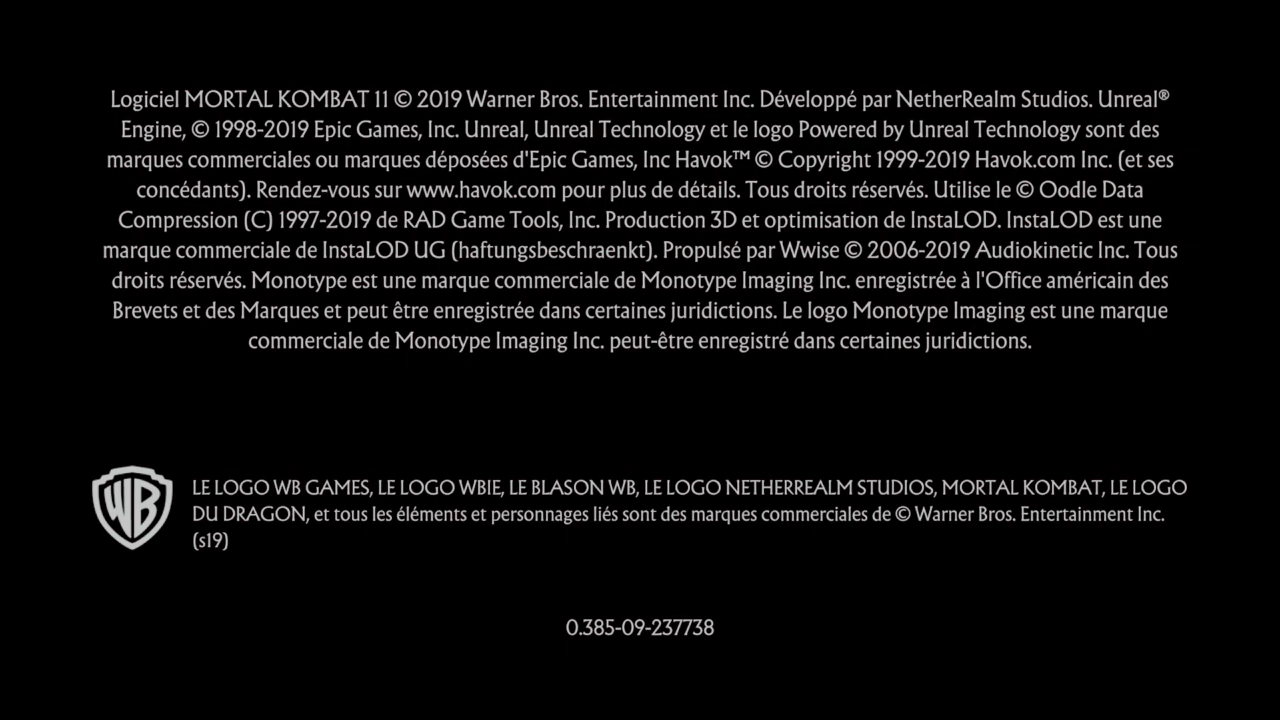 Logiciel MORTAL KOMBAT 11 © 2019 Warner Bros. Entertainment Inc. Développé par NetherRealm Studios. Unreal®
Engine, © 1998-2019 Epic Games, Inc. Unreal, Unreal Technology et le logo Powered by Unreal Technology sont des
marques commerciales ou marques déposées d'Epic Games, Inc Havok™ © Copyright 1999-2019 Havok.com Inc. (et ses
concédants). Rendez-vous sur www.havok.com pour plus de détails. Tous droits réservés. Utilise le © Oodle Data
Compression (C) 1997-2019 de RAD Game Tools, Inc. Production 3D et optimisation de InstaLOD. InstaLOD est une
marque commerciale de InstaLOD UG (haftungsbeschraenkt). Propulsé par Wwise © 2006-2019 Audiokinetic Inc. Tous
droits réservés. Monotype est une marque commerciale de Monotype Imaging Inc. enregistrée à l'Office américain des
Brevets et des Marques et peut être enregistrée dans certaines juridictions. Le logo Monotype Imaging est une marque
commerciale de Monotype Imaging Inc. peut-être enregistré dans certaines juridictions.
WB
LE LOGO WB GAMES, LE LOGO WBIE, LE BLASON WB, LE LOGO NETHERREALM STUDIOS, MORTAL KOMBAT, LE LOGO
DU DRAGON, et tous les éléments et personnages liés sont des marques commerciales de © Warner Bros. Entertainment Inc.
(s19)
0.385-09-237738